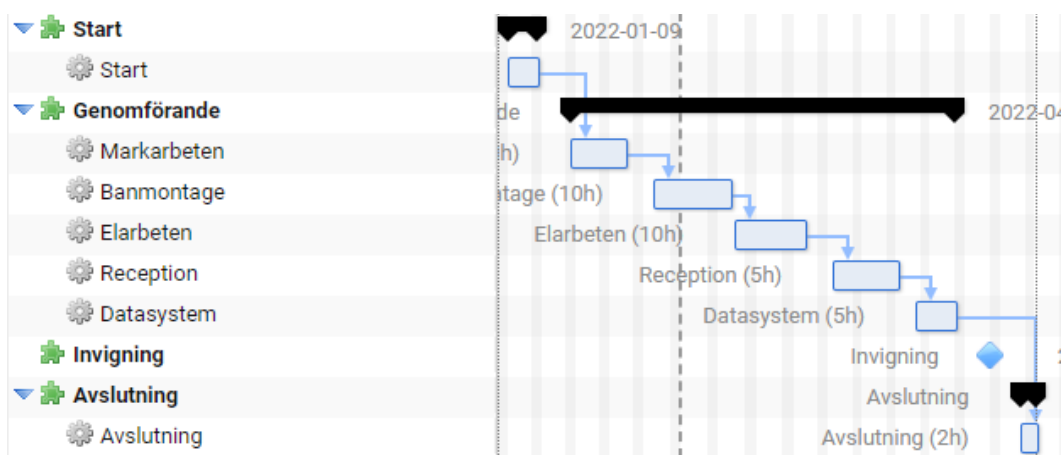 Start 2022-01-09
Start
Genomförande de 2022-04
Markarbeten h)
Banmontage tage (10h)
Elarbeten Elarbeten (10h)
Reception Reception (5h)
Datasystem Datasystem (5h)
Invigning Invigning
Avslutning Avslutning
Avslutning Avslutning (2h)